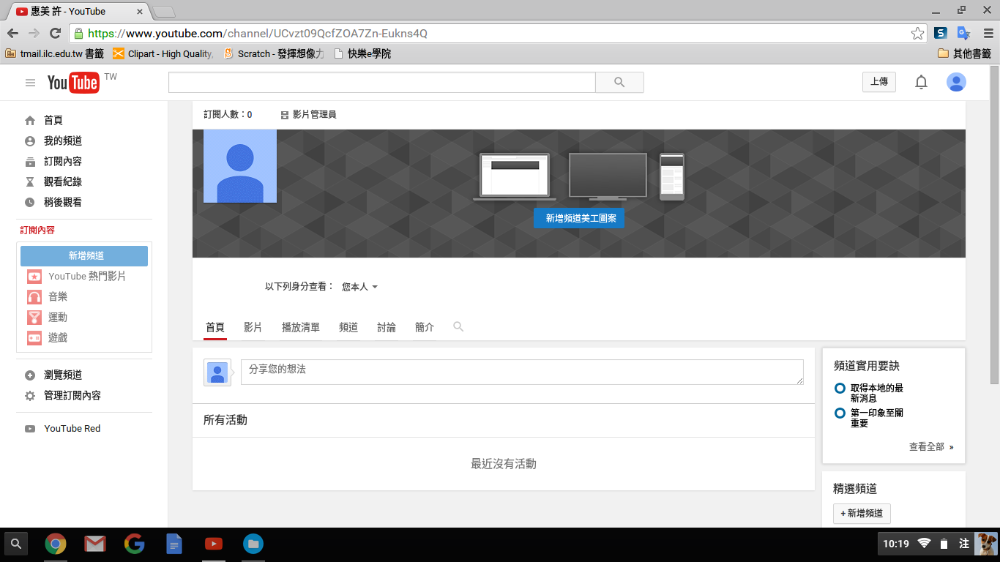 惠美 許 - YouTube
https://www.youtube.com/channel/UCvzt09QcfZOA7Zn-Eukns4Q
tmail.ilc.edu.tw 書籤
Clipart - High Quality,
Scratch - 發揮想像力
快樂e學院
其他書籤
YouTube TW
上傳
首頁
我的頻道
訂閱內容
觀看紀錄
稍後觀看
訂閱內容
新增頻道
YouTube 熱門影片
音樂
運動
遊戲
瀏覽頻道
管理訂閱內容
YouTube Red
訂閱人數：0
影片管理員
新增頻道美工圖案
以下列身分查看： 您本人
首頁 影片 播放清單 頻道 討論 簡介
分享您的想法
所有活動
最近沒有活動
頻道實用要訣
取得本地的最
新消息
第一印象至關
重要
查看全部 »
精選頻道
+ 新增頻道
10:19 注